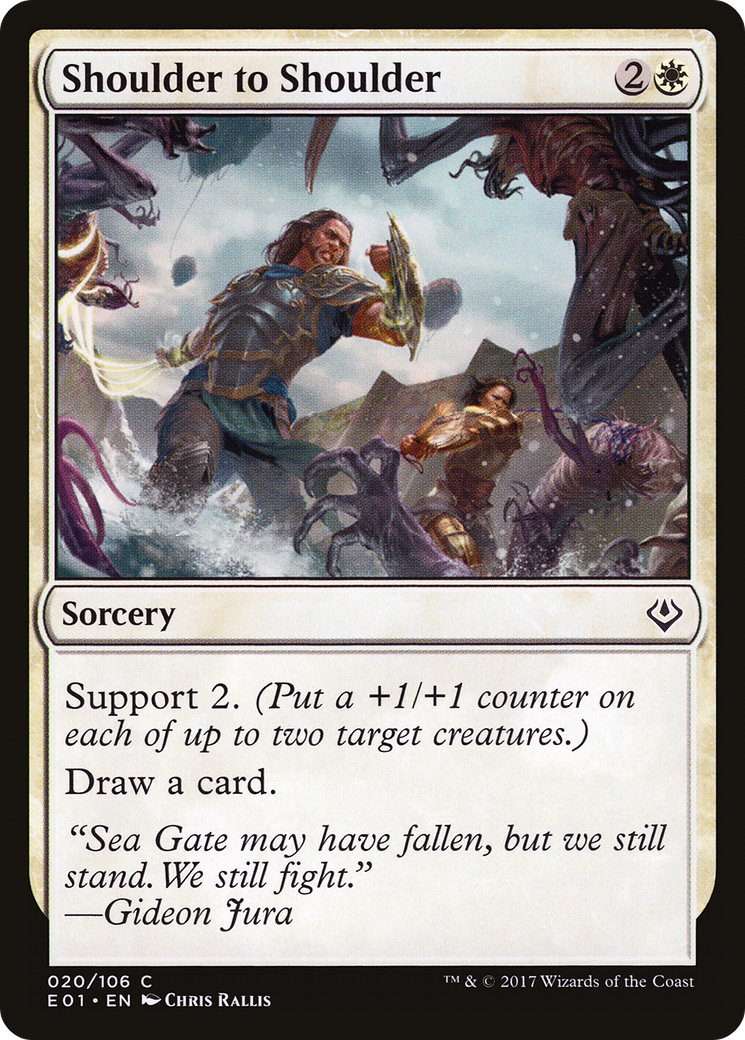 Shoulder to Shoulder 2
Sorcery
Support 2. (Put a +1/+1 counter on
each of up to two target creatures.)
Draw a card.
“Sea Gate may have fallen, but we still
stand. We still fight.”
—Gideon Jura
020/106 C
E01 • EN Chris Rallis
™ & © 2017 Wizards of the Coast